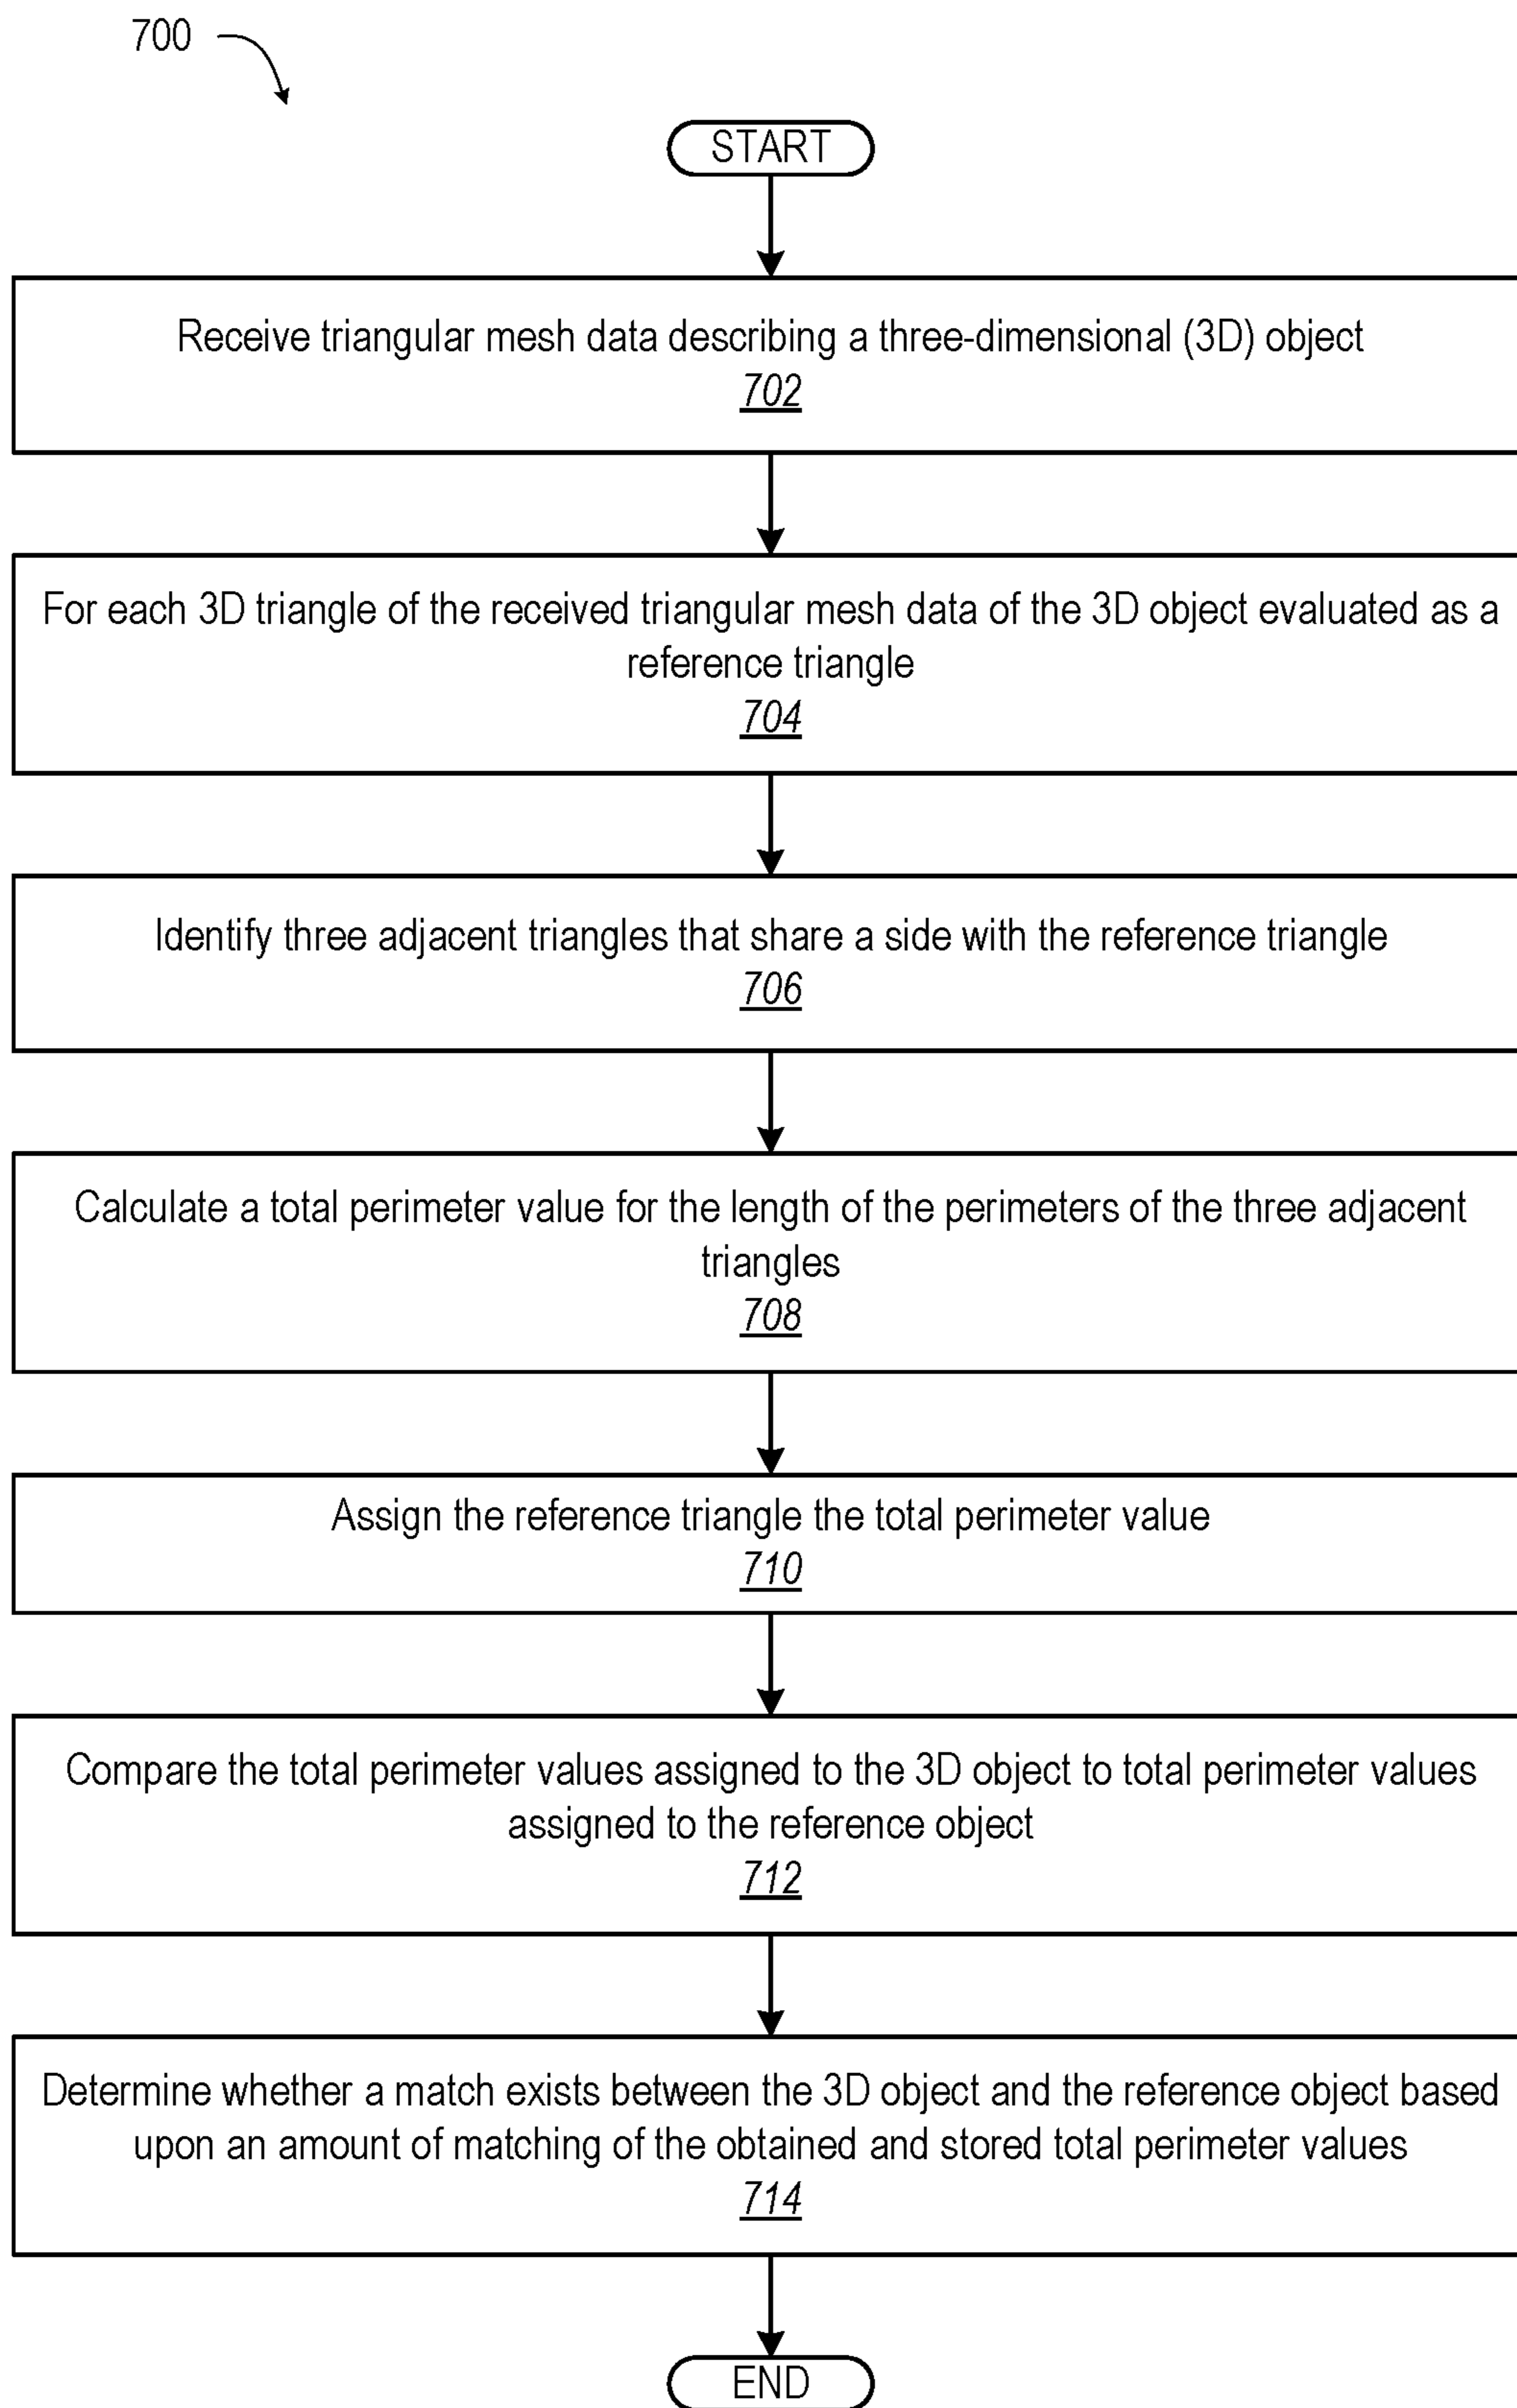 700
START
Receive triangular mesh data describing a three-dimensional (3D) object
702
For each 3D triangle of the received triangular mesh data of the 3D object evaluated as a
reference triangle
704
Identify three adjacent triangles that share a side with the reference triangle
706
Calculate a total perimeter value for the length of the perimeters of the three adjacent
triangles
708
Assign the reference triangle the total perimeter value
710
Compare the total perimeter values assigned to the 3D object to total perimeter values
assigned to the reference object
712
Determine whether a match exists between the 3D object and the reference object based
upon an amount of matching of the obtained and stored total perimeter values
714
END